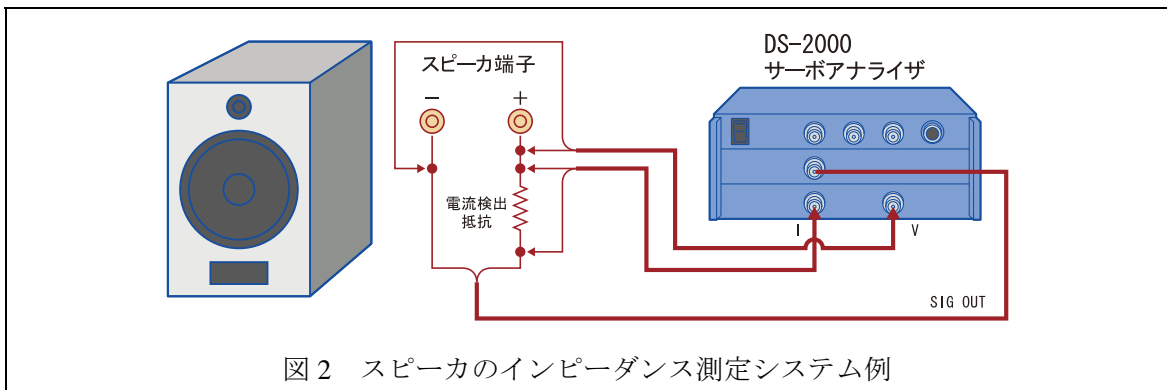 DS-2000
サーボアナライザ
スピーカ端子
− +
電流検出
抵抗
I V
SIG OUT
図 2 スピーカのインピーダンス測定システム例